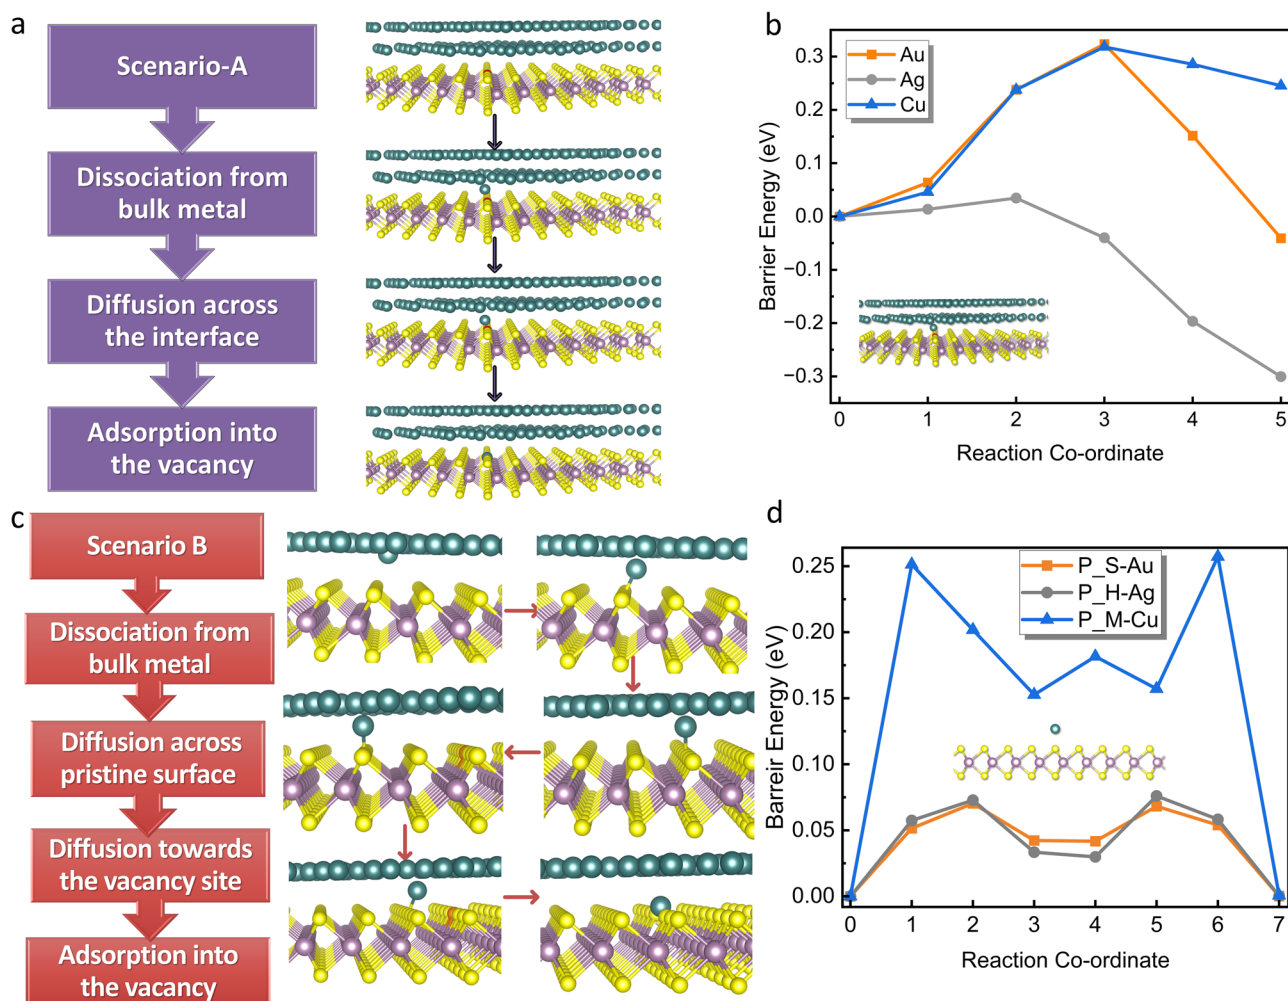 a
Scenario-A
Dissociation from
bulk metal
Diffusion across
the interface
Adsorption into
the vacancy
b
Au
Ag
Cu
0.3
0.2
0.1
0.0
−0.1
−0.2
−0.3
Barrier Energy (eV)
0 1 2 3 4 5
Reaction Co-ordinate
c
Scenario B
Dissociation from
bulk metal
Diffusion across
pristine surface
Diffusion towards
the vacancy site
Adsorption into
the vacancy
d
P_S-Au
P_H-Ag
P_M-Cu
0.25
0.20
0.15
0.10
0.05
0.00
Barreir Energy (eV)
0 1 2 3 4 5 6 7
Reaction Co-ordinate